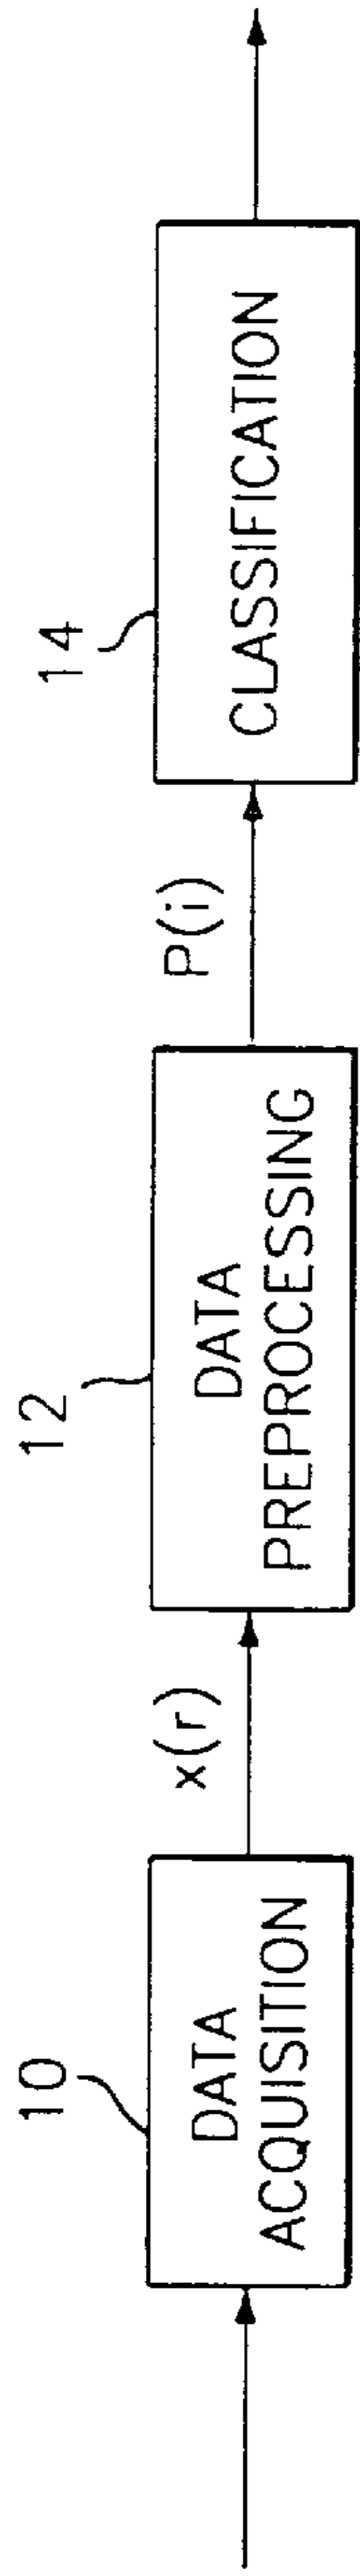 10
DATA
ACQUISITION
x(r)
12
DATA
PREPROCESSING
P(i)
14
CLASSIFICATION